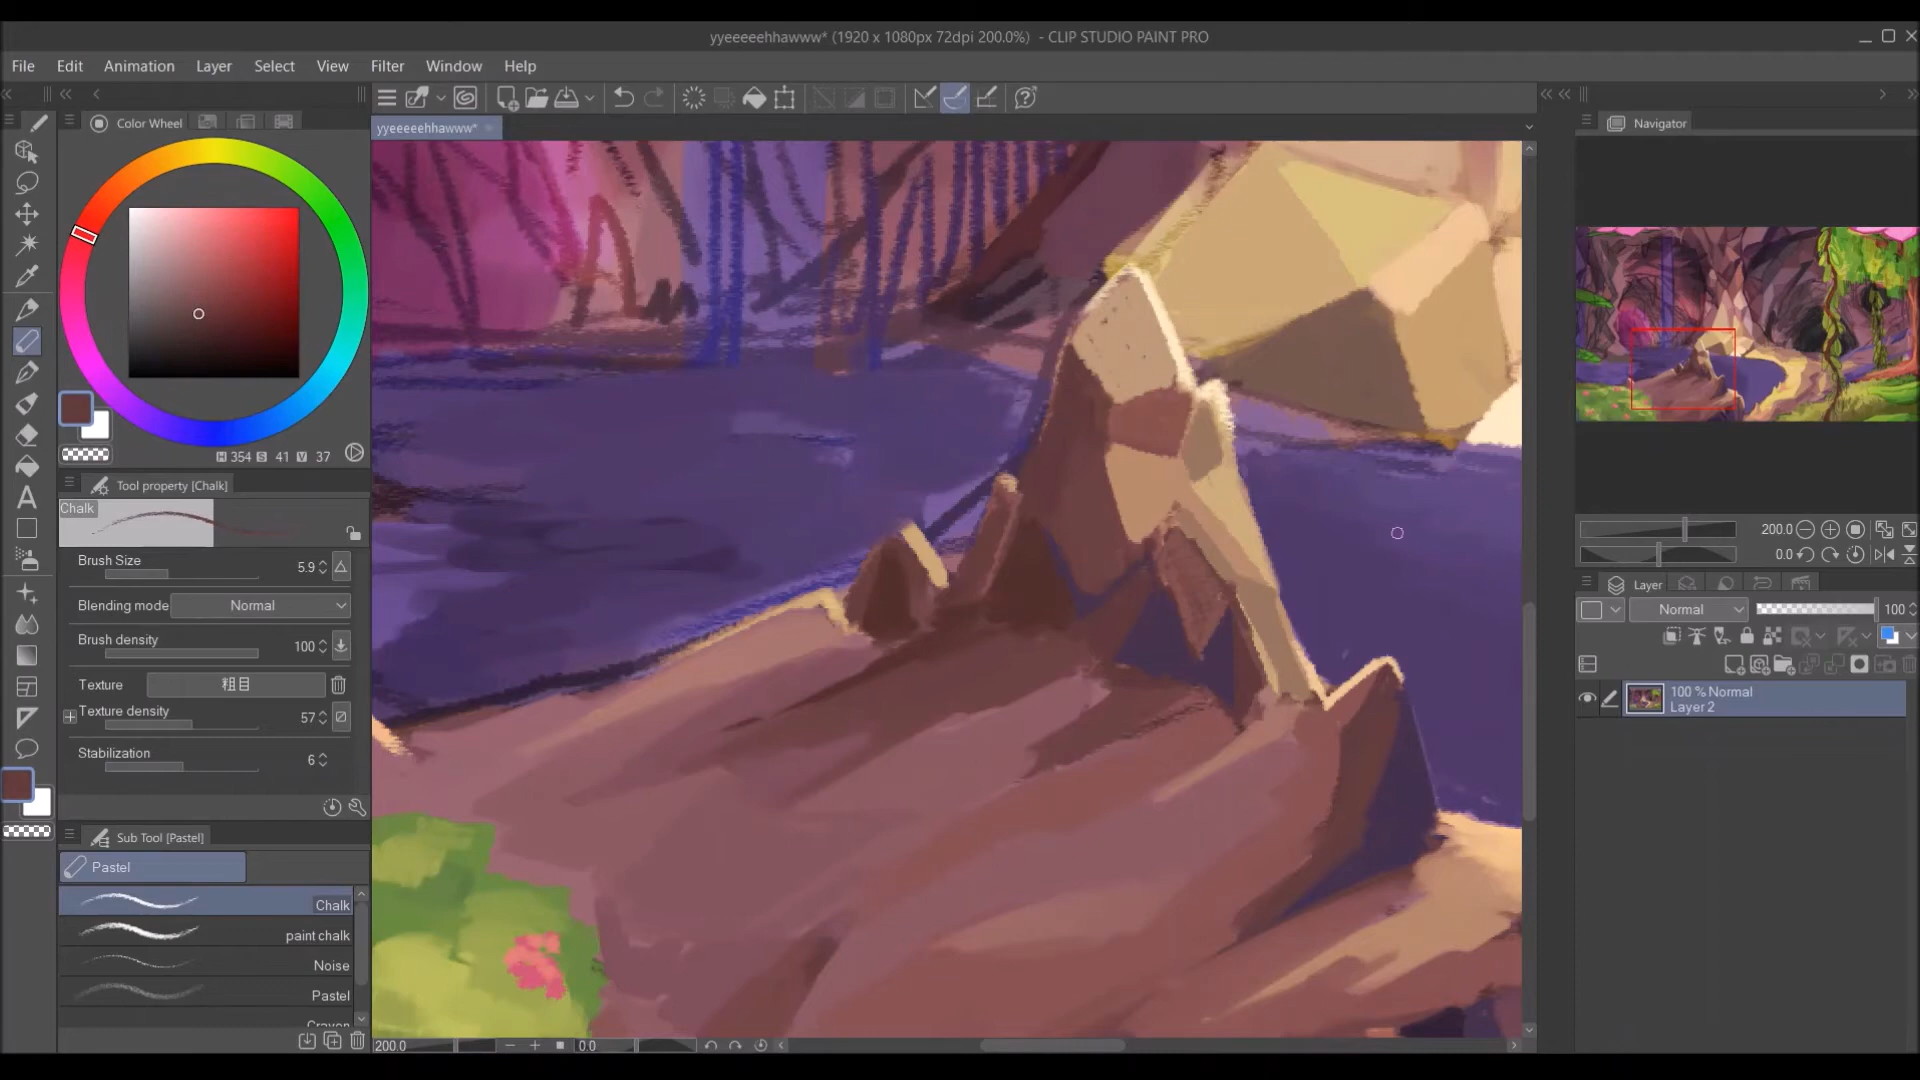 yyeeeeehhawww* (1920 x 1080px 72dpi 200.0%) - CLIP STUDIO PAINT PRO
File Edit Animation Layer Select View Filter Window Help
Color Wheel
yyeeeeehhawww*
Navigator
H 354 S 41 V 37
Tool property [Chalk]
Chalk
Brush Size 5.9
Blending mode Normal
Brush density 100
Texture 粗目
Texture density 57
Stabilization 6
Sub Tool [Pastel]
Pastel
Chalk
paint chalk
Noise
Pastel
Crayon
200.0 0.0
200.0
0.0
Layer
Normal 100
100 % Normal
Layer 2